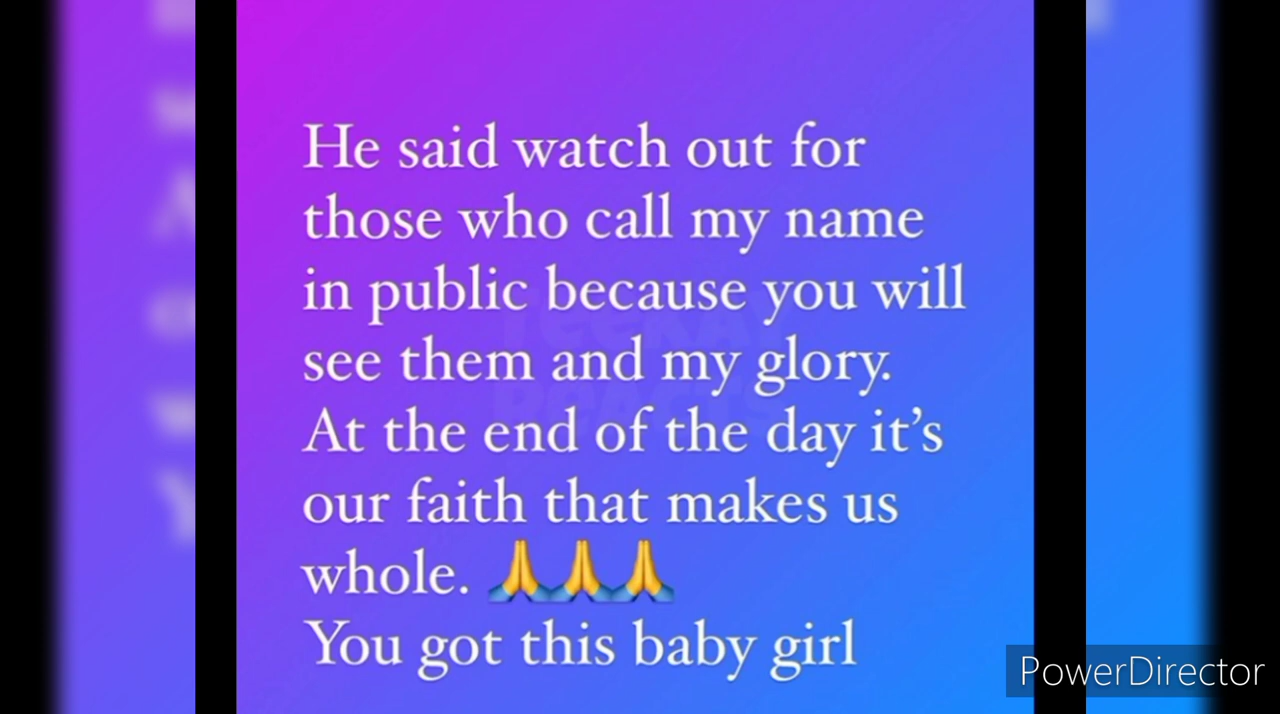 He said watch out for
those who call my name
in public because you will
see them and my glory.
At the end of the day it’s
our faith that makes us
whole. 🙏🙏🙏
You got this baby girl
PowerDirector